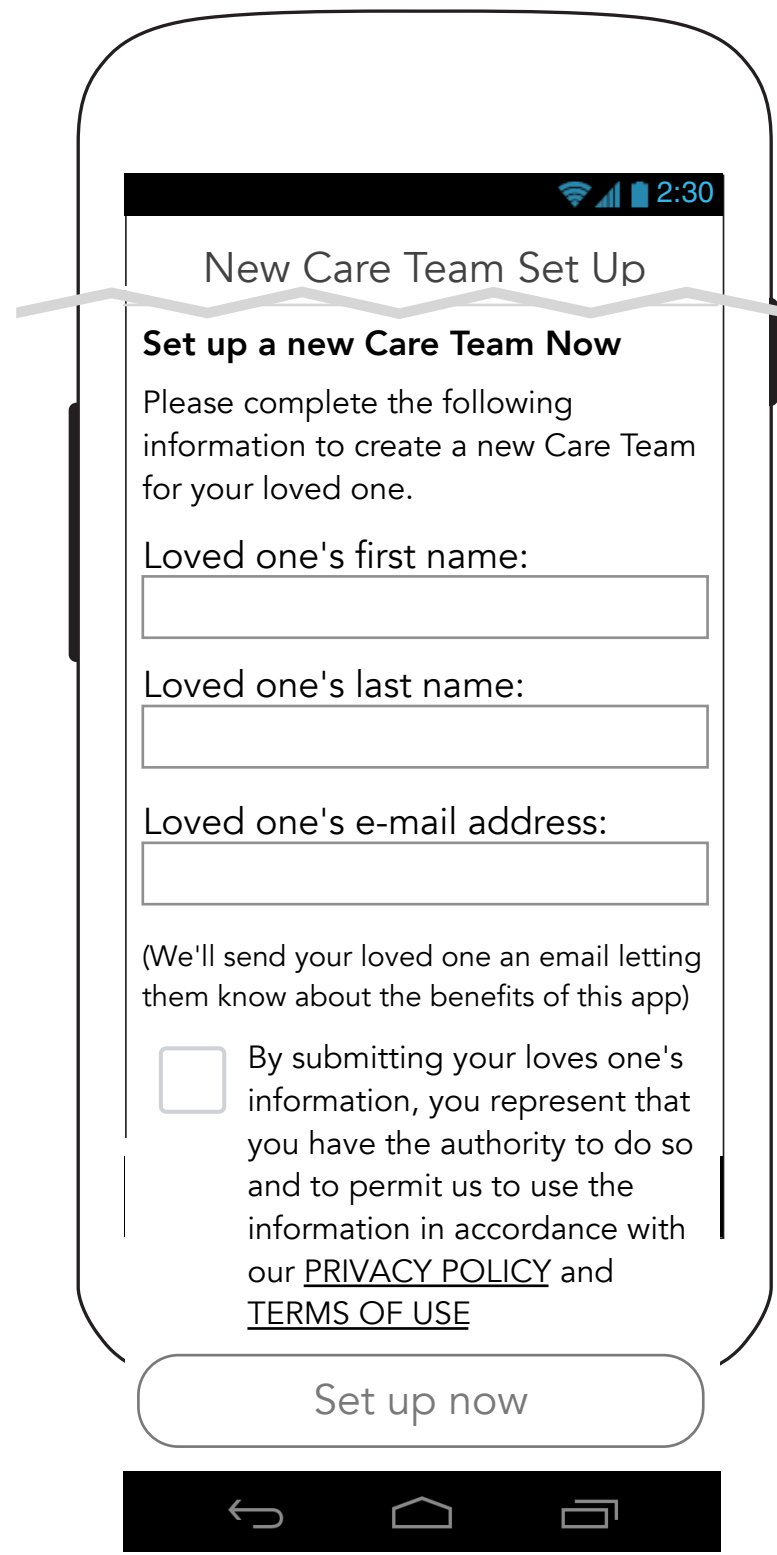 2:30
New Care Team Set Up
Set up a new Care Team Now
Please complete the following
information to create a new Care Team
for your loved one.
Loved one's first name:
Loved one's last name:
Loved one's e-mail address:
(We'll send your loved one an email letting
them know about the benefits of this app)
By submitting your loves one's
information, you represent that
you have the authority to do so
and to permit us to use the
information in accordance with
our PRIVACY POLICY and
TERMS OF USE
Set up now